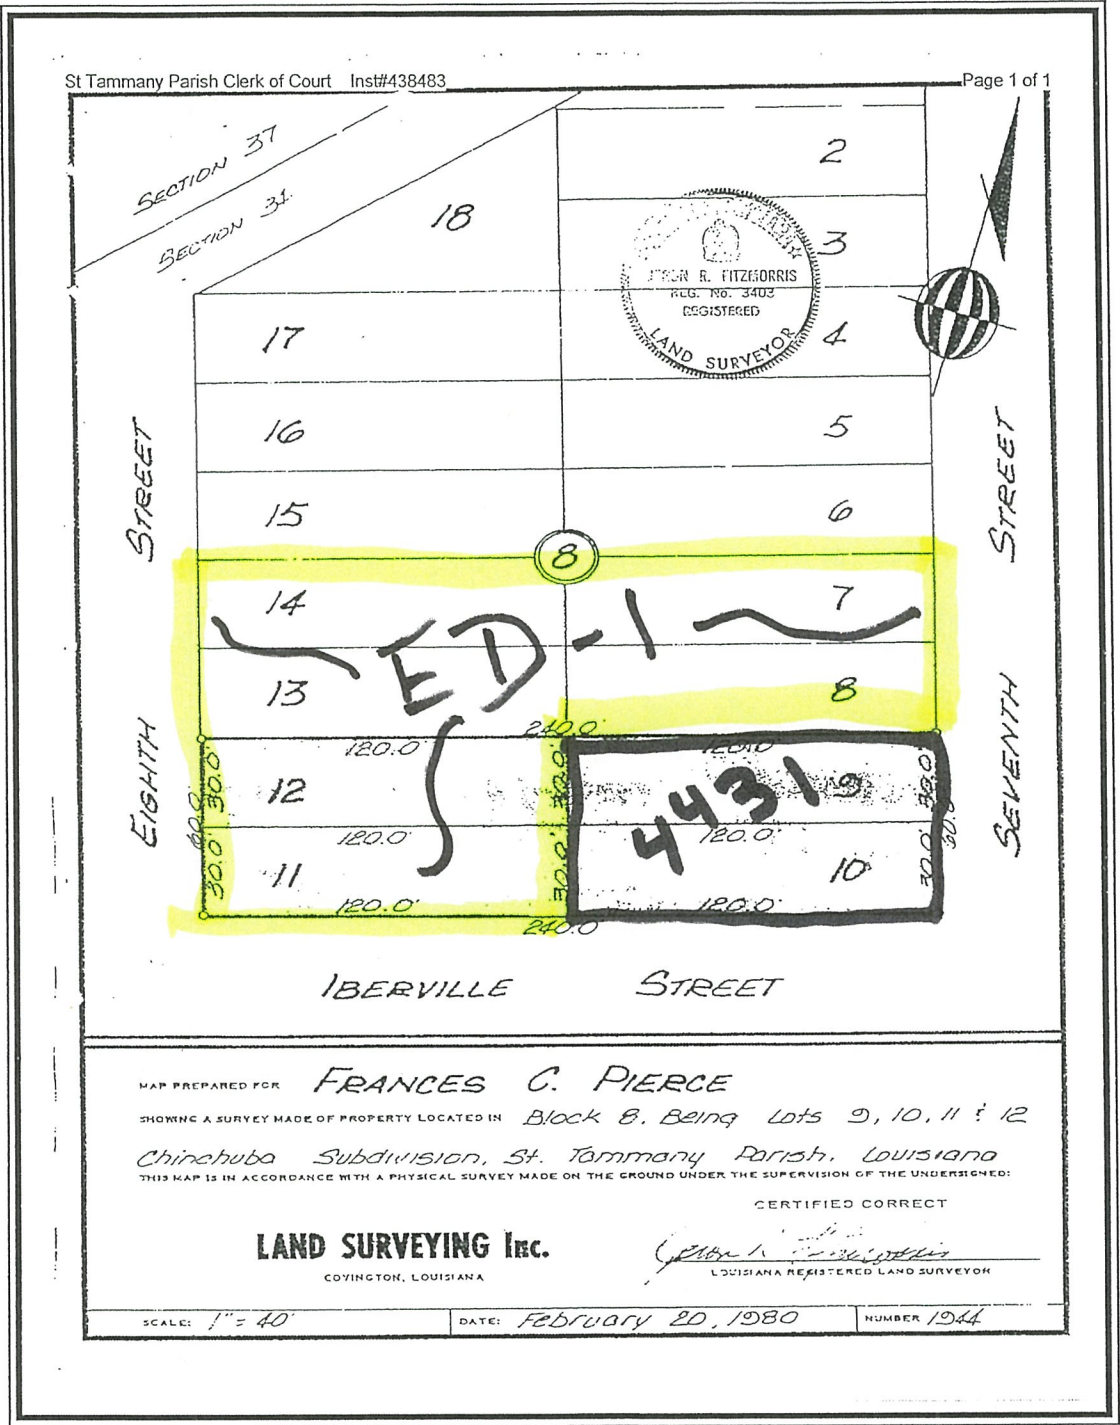 St Tammany Parish Clerk of Court Inst#438483 Page 1 of 1
SECTION 37
SECTION 31
18
2
3
REG. No. 3403
REGISTERED
LAND SURVEYOR
R. FITZMORRIS
17
4
16
5
15
6
8
14
7
ED-1
13
8
STREET
STREET
EIGHTH
SEVENTH
240.0'
120.0'
120.0'
12
9
30.0'
30.0'
30.0'
60.0
60.0
4431
120.0'
120.0'
11
10
30.0'
30.0'
30.0'
120.0'
120.0'
240.0
IBERVILLE STREET
MAP PREPARED FOR FRANCES C. PIERCE
SHOWING A SURVEY MADE OF PROPERTY LOCATED IN Block 8, Being Lots 9, 10, 11 & 12
Chinchuba Subdivision, St. Tammany Parish, Louisiana
THIS MAP IS IN ACCORDANCE WITH A PHYSICAL SURVEY MADE ON THE GROUND UNDER THE SUPERVISION OF THE UNDERSIGNED:
CERTIFIED CORRECT
LAND SURVEYING Inc.
COVINGTON, LOUISIANA
LOUISIANA REGISTERED LAND SURVEYOR
SCALE: 1" = 40' DATE: February 20, 1980 NUMBER 1944